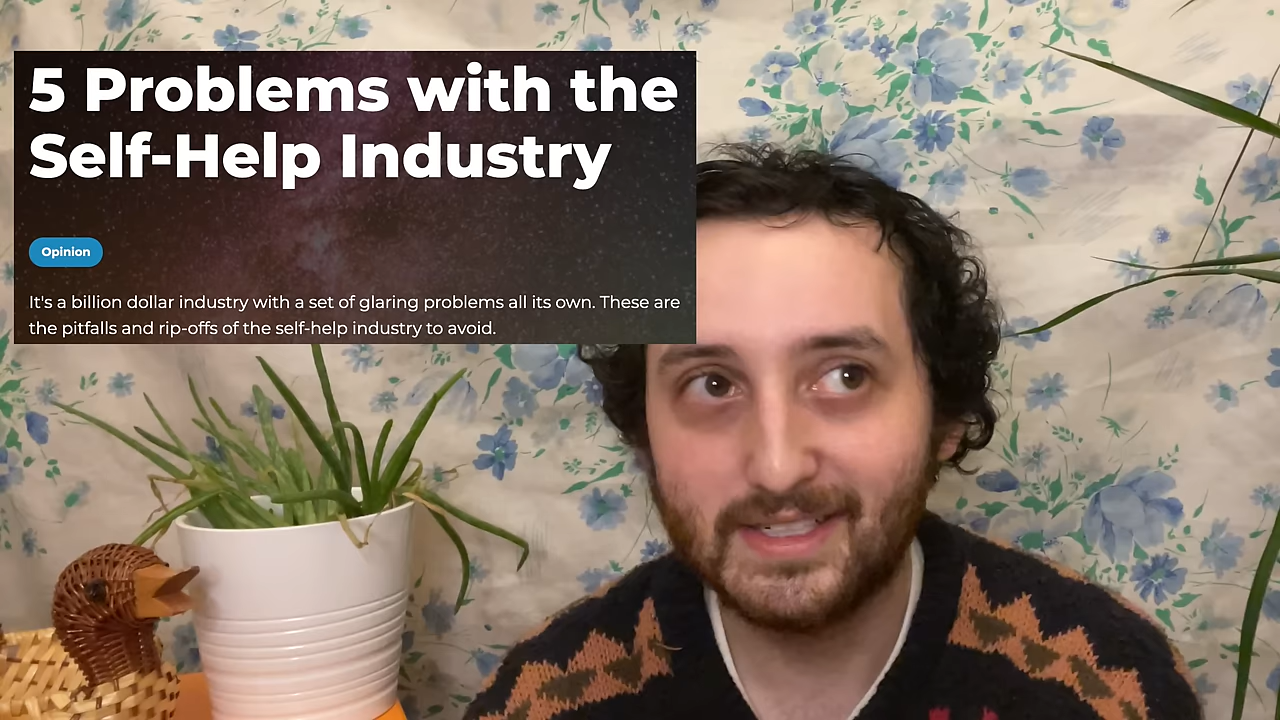 5 Problems with the
Self-Help Industry
Opinion
It's a billion dollar industry with a set of glaring problems all its own. These are
the pitfalls and rip-offs of the self-help industry to avoid.